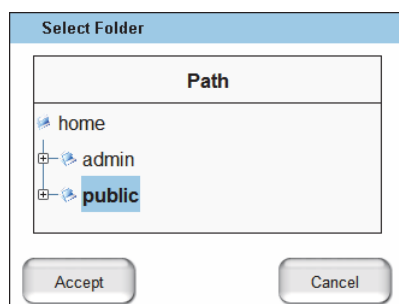 Select Folder
Path
home
admin
public
Accept Cancel